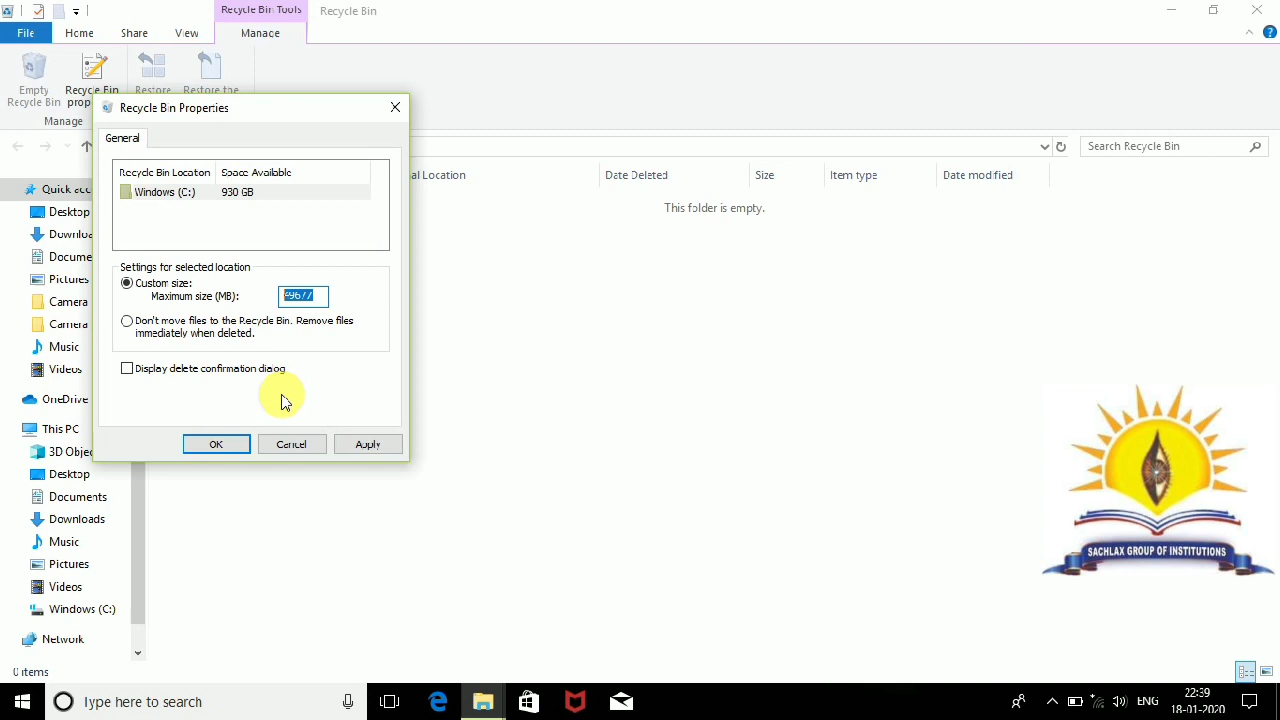 Recycle Bin Tools
Recycle Bin
File
Home
Share
View
Manage
Empty
Recycle Bin
Recycle Bin
prop
Restore
Restore the
Manage
Recycle Bin Properties
General
Recycle Bin Location
Space Available
Windows (C:)
930 GB
Settings for selected location
Custom size:
Maximum size (MB):
49677
Don't move files to the Recycle Bin. Remove files
immediately when deleted.
Display delete confirmation dialog
OK
Cancel
Apply
Search Recycle Bin
al Location
Date Deleted
Size
Item type
Date modified
This folder is empty.
Quick acc
Desktop
Downloa
Docume
Pictures
Camera
Camera
Music
Videos
OneDrive
This PC
3D Objec
Desktop
Documents
Downloads
Music
Pictures
Videos
Windows (C:)
Network
0 items
SACHLAX GROUP OF INSTITUTIONS
Type here to search
ENG
22:39
18-01-2020